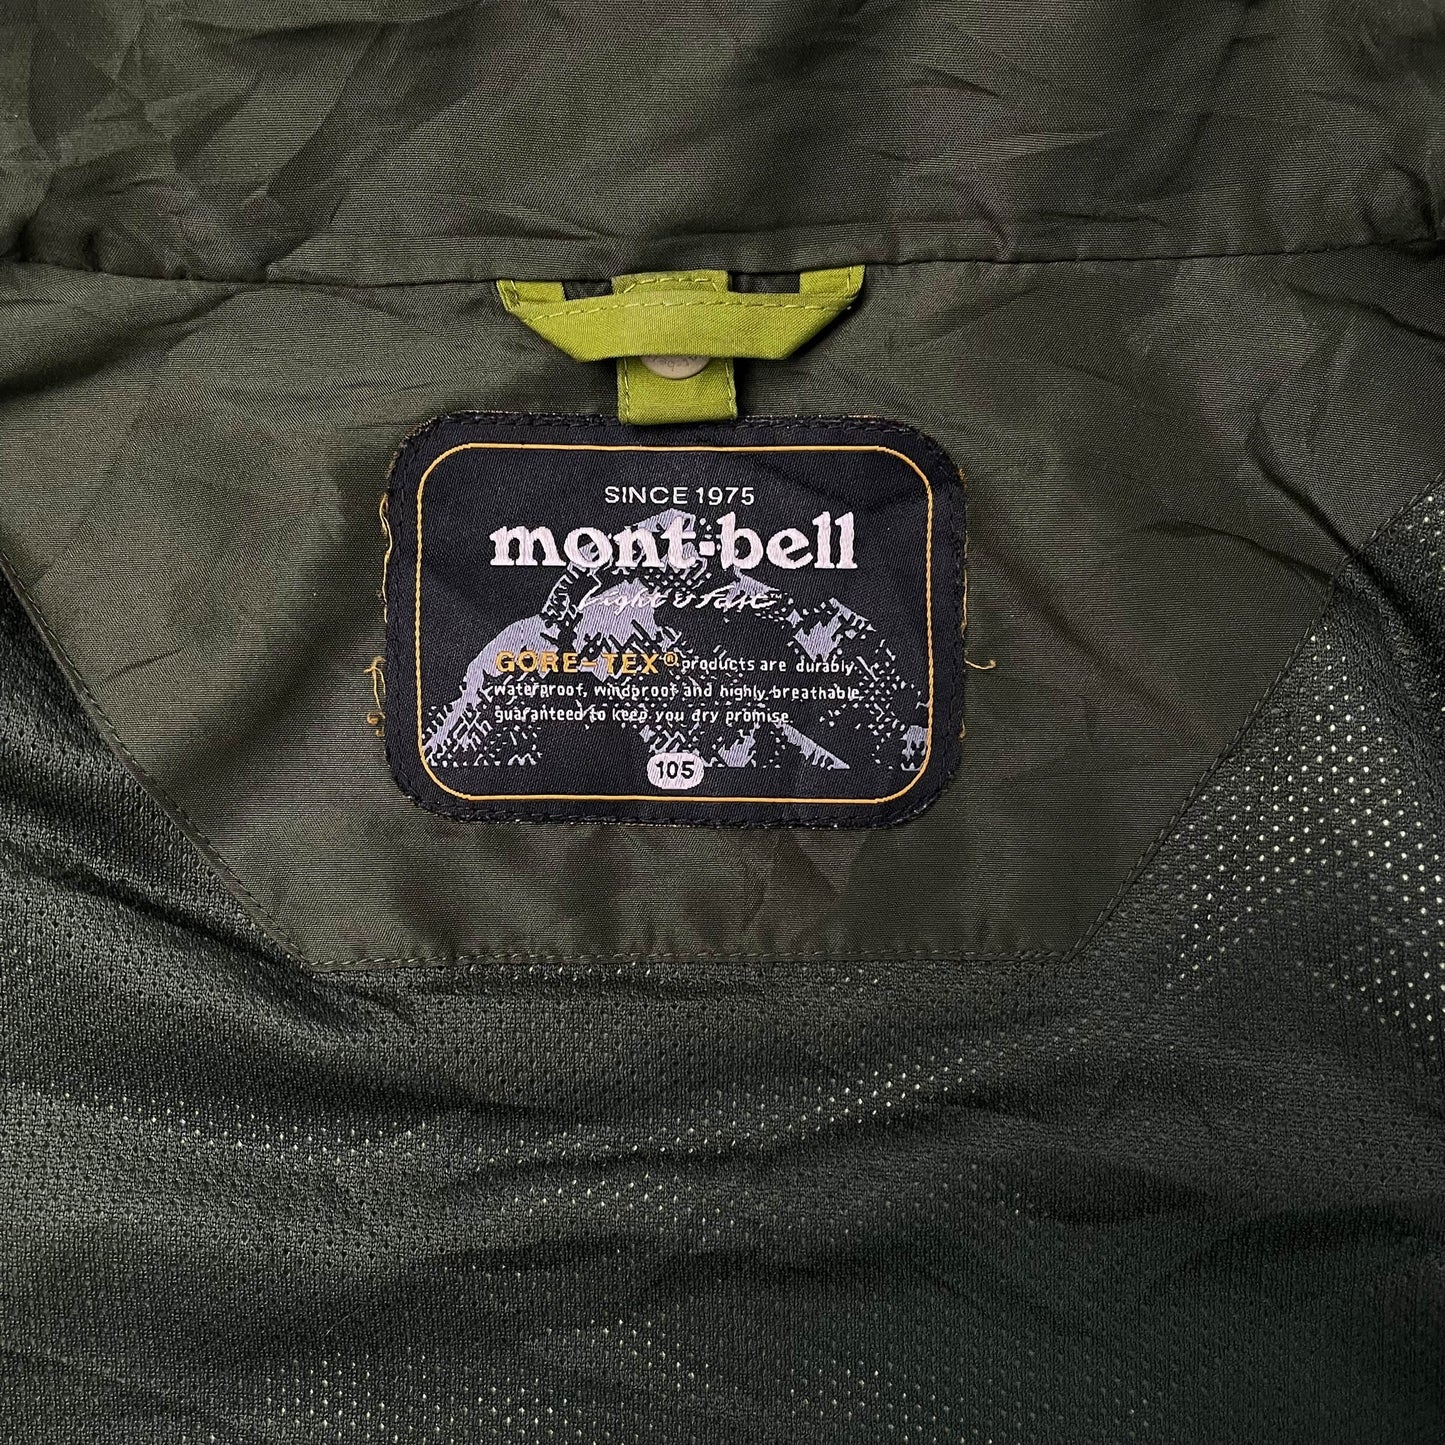 SINCE 1975
mont-bell
Light & Fast™
GORE-TEX® products are durably
waterproof, windproof and highly breathable
guaranteed to keep you dry promise.
105